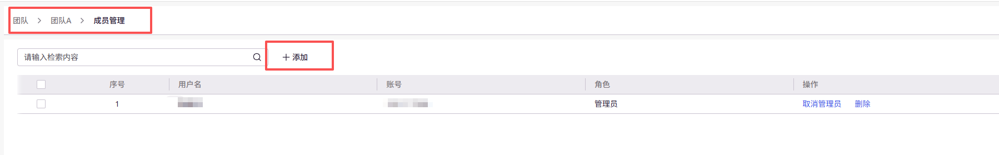 团队 > 团队A > 成员管理
请输入检索内容 + 添加
序号 用户名 账号 角色 操作
1 管理员 取消管理员 删除